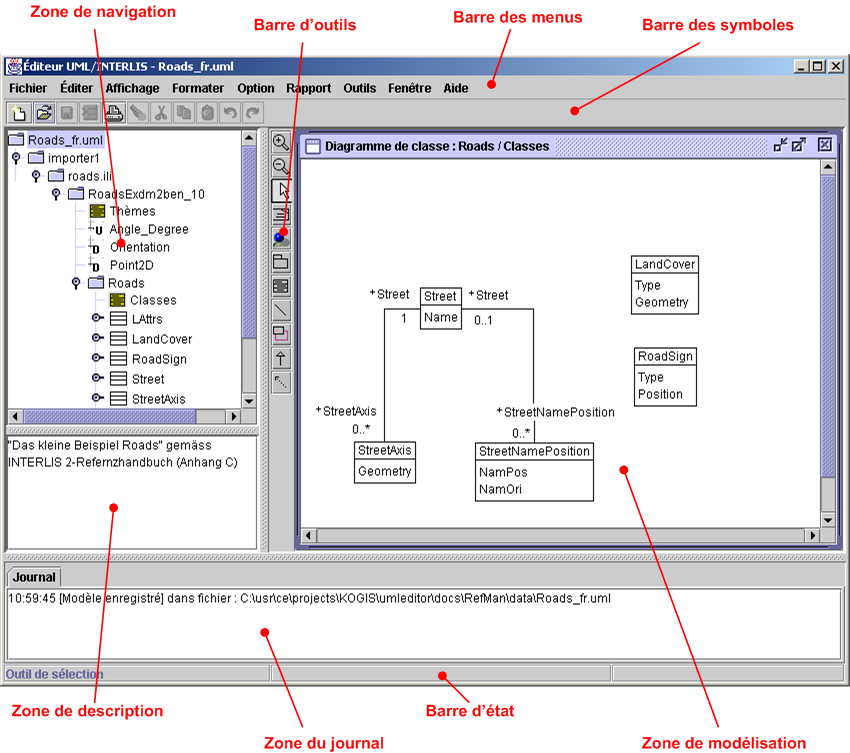 Zone de navigation
Barre d'outils
Barre des menus
Barre des symboles
Éditeur UML/INTERLIS - Roads_fr.uml
Fichier Éditer Affichage Formater Option Rapport Outils Fenêtre Aide
Roads_fr.uml
importer1
roads.ili
RoadsExdm2ben_10
Thèmes
Angle_Degree
Orientation
Point2D
Roads
Classes
LAttrs
LandCover
RoadSign
Street
StreetAxis
"Das kleine Beispiel Roads" gemäss
INTERLIS 2-Refernzhandbuch (Anhang C)
Diagramme de classe : Roads / Classes
LandCover
Type
Geometry
+Street
Street
+Street
1
Name
0..1
RoadSign
Type
Position
+StreetAxis
0..*
StreetAxis
Geometry
+StreetNamePosition
0..*
StreetNamePosition
NamPos
NamOri
Journal
10:59:45 [Modèle enregistré] dans fichier : C:\usr\ce\projects\KOGIS\umleditor\docs\RefMan\data\Roads_fr.uml
Outil de sélection
Zone de description
Barre d'état
Zone du journal
Zone de modélisation